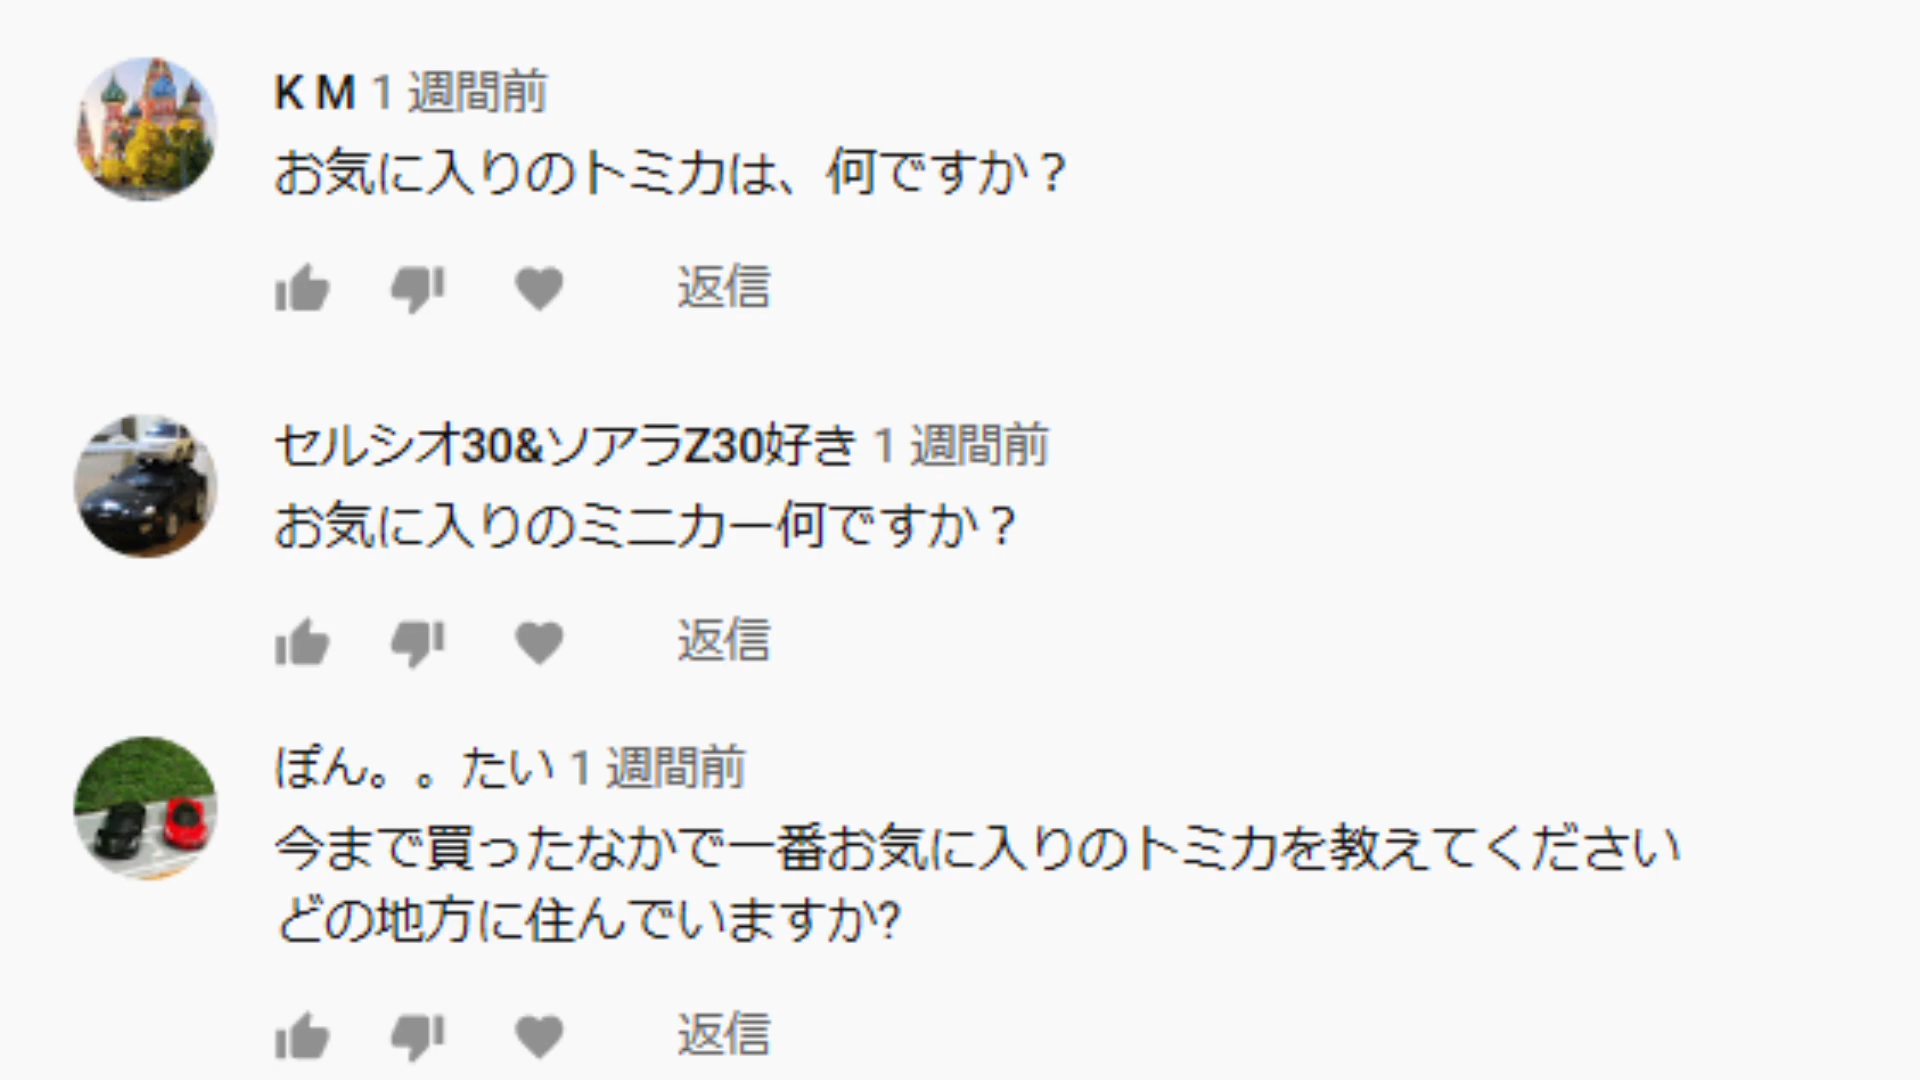 K M 1 週間前
お気に入りのトミカは、何ですか？
返信
セルシオ30&ソアラZ30好き 1 週間前
お気に入りのミニカー何ですか？
返信
ぽん。。たい 1 週間前
今まで買ったなかで一番お気に入りのトミカを教えてください
どの地方に住んでいますか?
返信